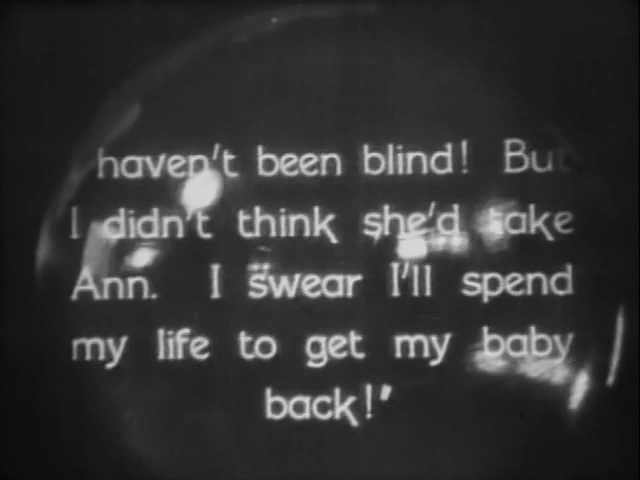 haven't been blind! But
I didn't think she'd take
Ann. I swear I'll spend
my life to get my baby
back!"